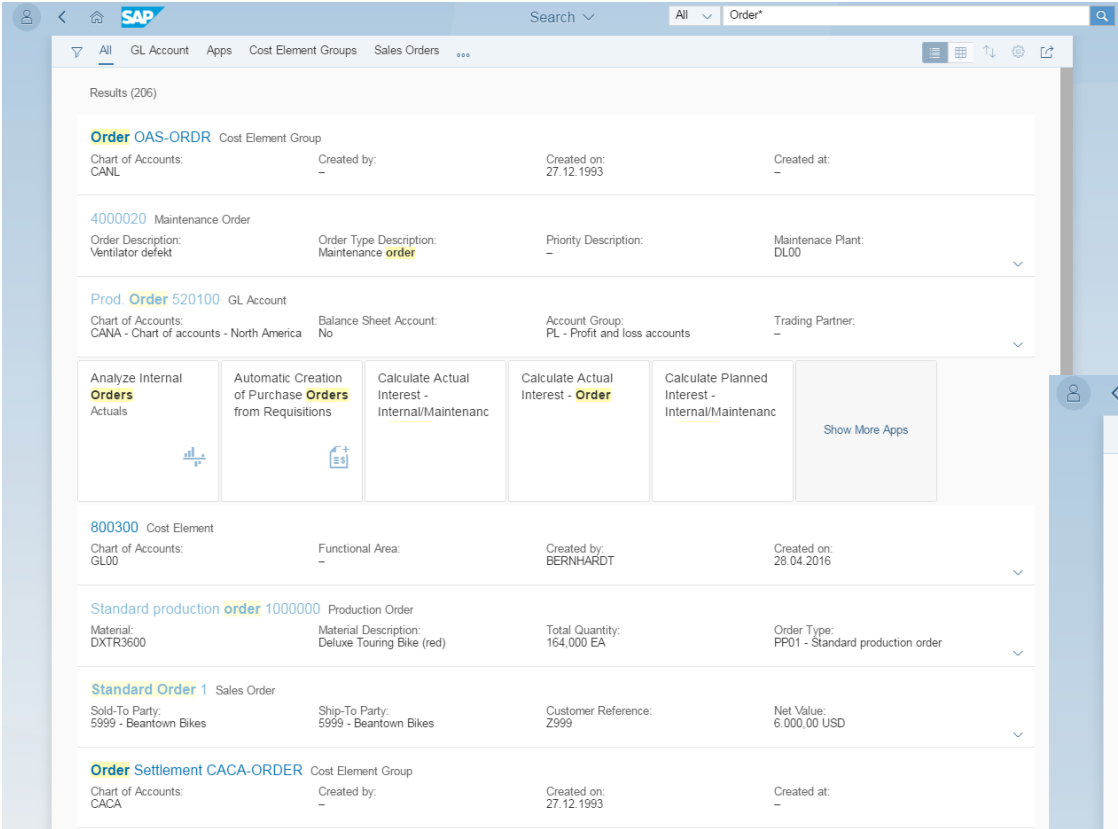 SAP Search All Order*
All GL Account Apps Cost Element Groups Sales Orders
Results (206)
Order OAS-ORDR Cost Element Group
Chart of Accounts: Created by: Created on: Created at:
CANL – 27.12.1993 –
4000020 Maintenance Order
Order Description: Order Type Description: Priority Description: Maintenace Plant:
Ventilator defekt Maintenance order – DL00
Prod. Order 520100 GL Account
Chart of Accounts: Balance Sheet Account: Account Group: Trading Partner:
CANA - Chart of accounts - North America No PL - Profit and loss accounts –
Analyze Internal Automatic Creation Calculate Actual Calculate Actual Calculate Planned
Orders of Purchase Orders Interest - Interest - Order Interest -
Actuals from Requisitions Internal/Maintenanc Internal/Maintenanc
Show More Apps
800300 Cost Element
Chart of Accounts: Functional Area: Created by: Created on:
GL00 – BERNHARDT 28.04.2016
Standard production order 1000000 Production Order
Material: Material Description: Total Quantity: Order Type:
DXTR3600 Deluxe Touring Bike (red) 164,000 EA PP01 - Standard production order
Standard Order 1 Sales Order
Sold-To Party: Ship-To Party: Customer Reference: Net Value:
5999 - Beantown Bikes 5999 - Beantown Bikes Z999 6.000,00 USD
Order Settlement CACA-ORDER Cost Element Group
Chart of Accounts: Created by: Created on: Created at:
CACA – 27.12.1993 –